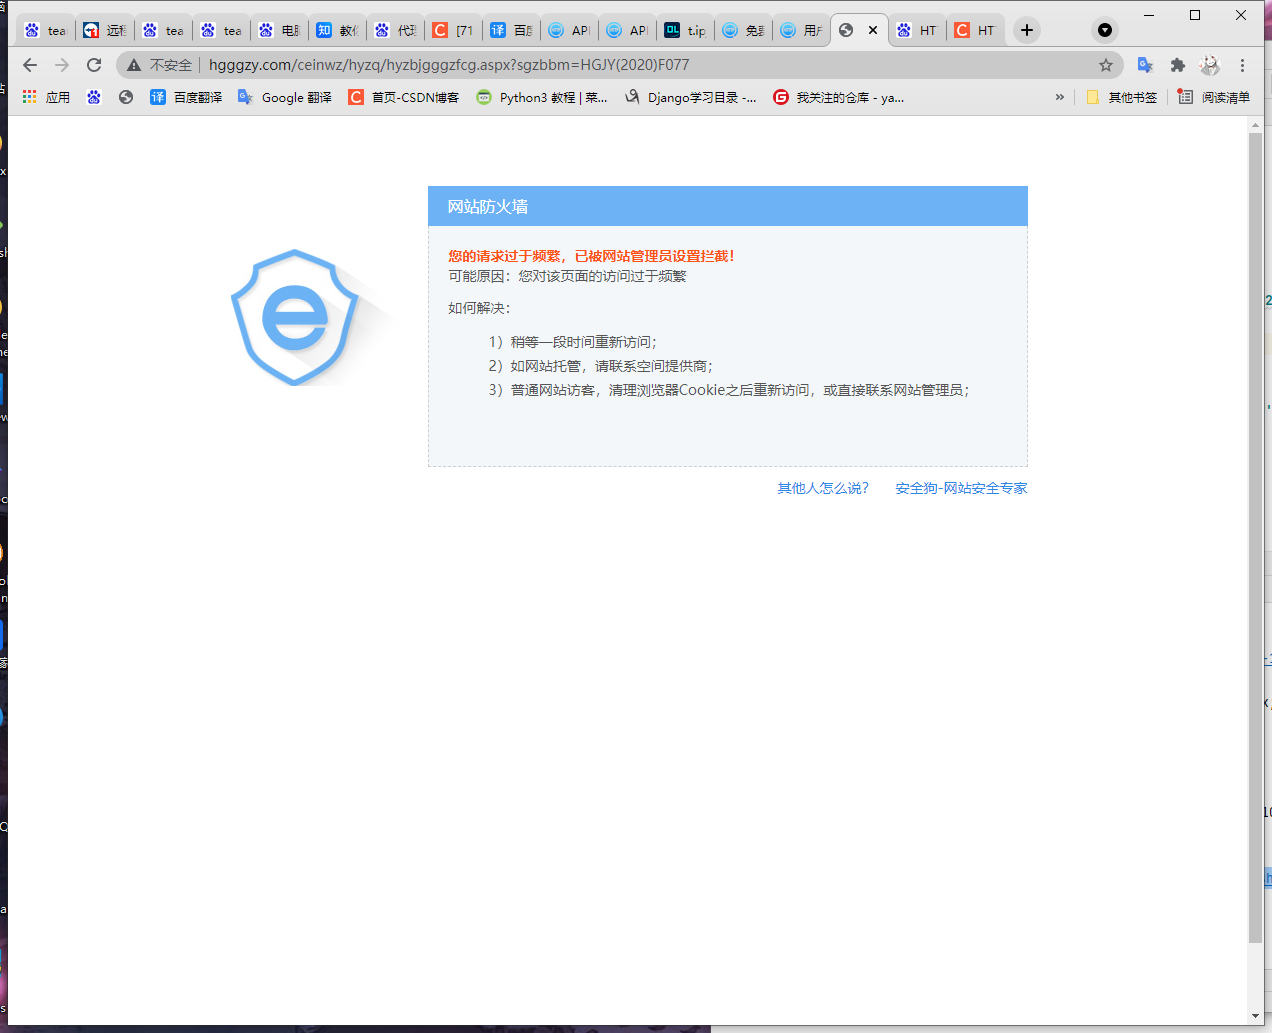 tea
远程
tea
tea
电脑
教你
代理
[71
百度
API
API
t.ip
免费
用户
HT
HT
不安全
hgggzy.com/ceinwz/hyzq/hyzbjgggzfcg.aspx?sgzbbm=HGJY(2020)F077
应用
百度翻译
Google 翻译
首页-CSDN博客
Python3 教程 | 菜...
Django学习目录 -...
我关注的仓库 - ya...
»
其他书签
阅读清单
网站防火墙
您的请求过于频繁，已被网站管理员设置拦截！
可能原因：您对该页面的访问过于频繁
如何解决：
1）稍等一段时间重新访问；
2）如网站托管，请联系空间提供商；
3）普通网站访客，清理浏览器Cookie之后重新访问，或直接联系网站管理员；
其他人怎么说？
安全狗-网站安全专家